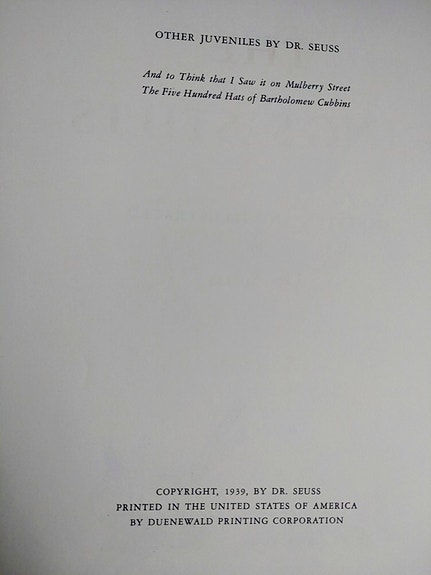 OTHER JUVENILES BY DR. SEUSS
And to Think that I Saw it on Mulberry Street
The Five Hundred Hats of Bartholomew Cubbins
COPYRIGHT, 1939, BY DR. SEUSS
PRINTED IN THE UNITED STATES OF AMERICA
BY DUENEWALD PRINTING CORPORATION